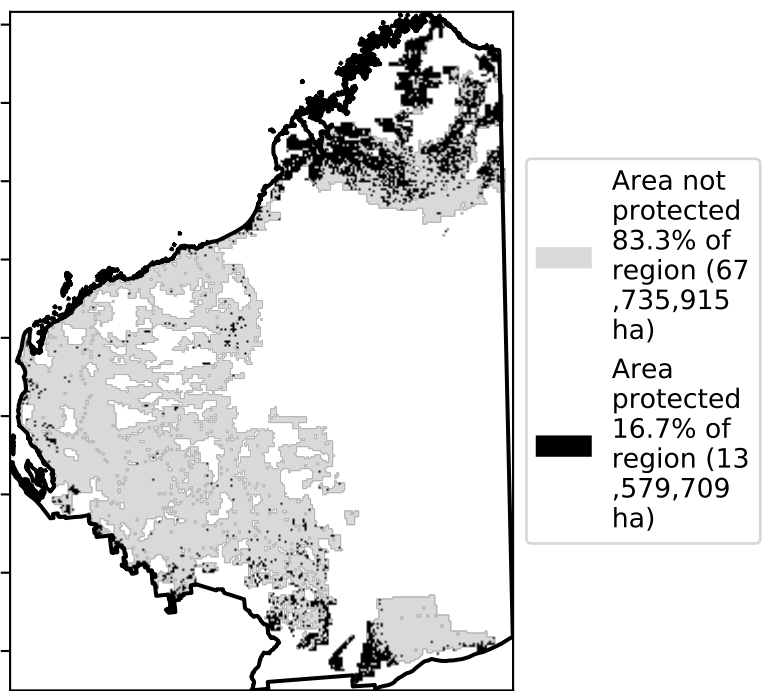 Area not
protected
83.3% of
region (67
,735,915
ha)
Area
protected
16.7% of
region (13
,579,709
ha)